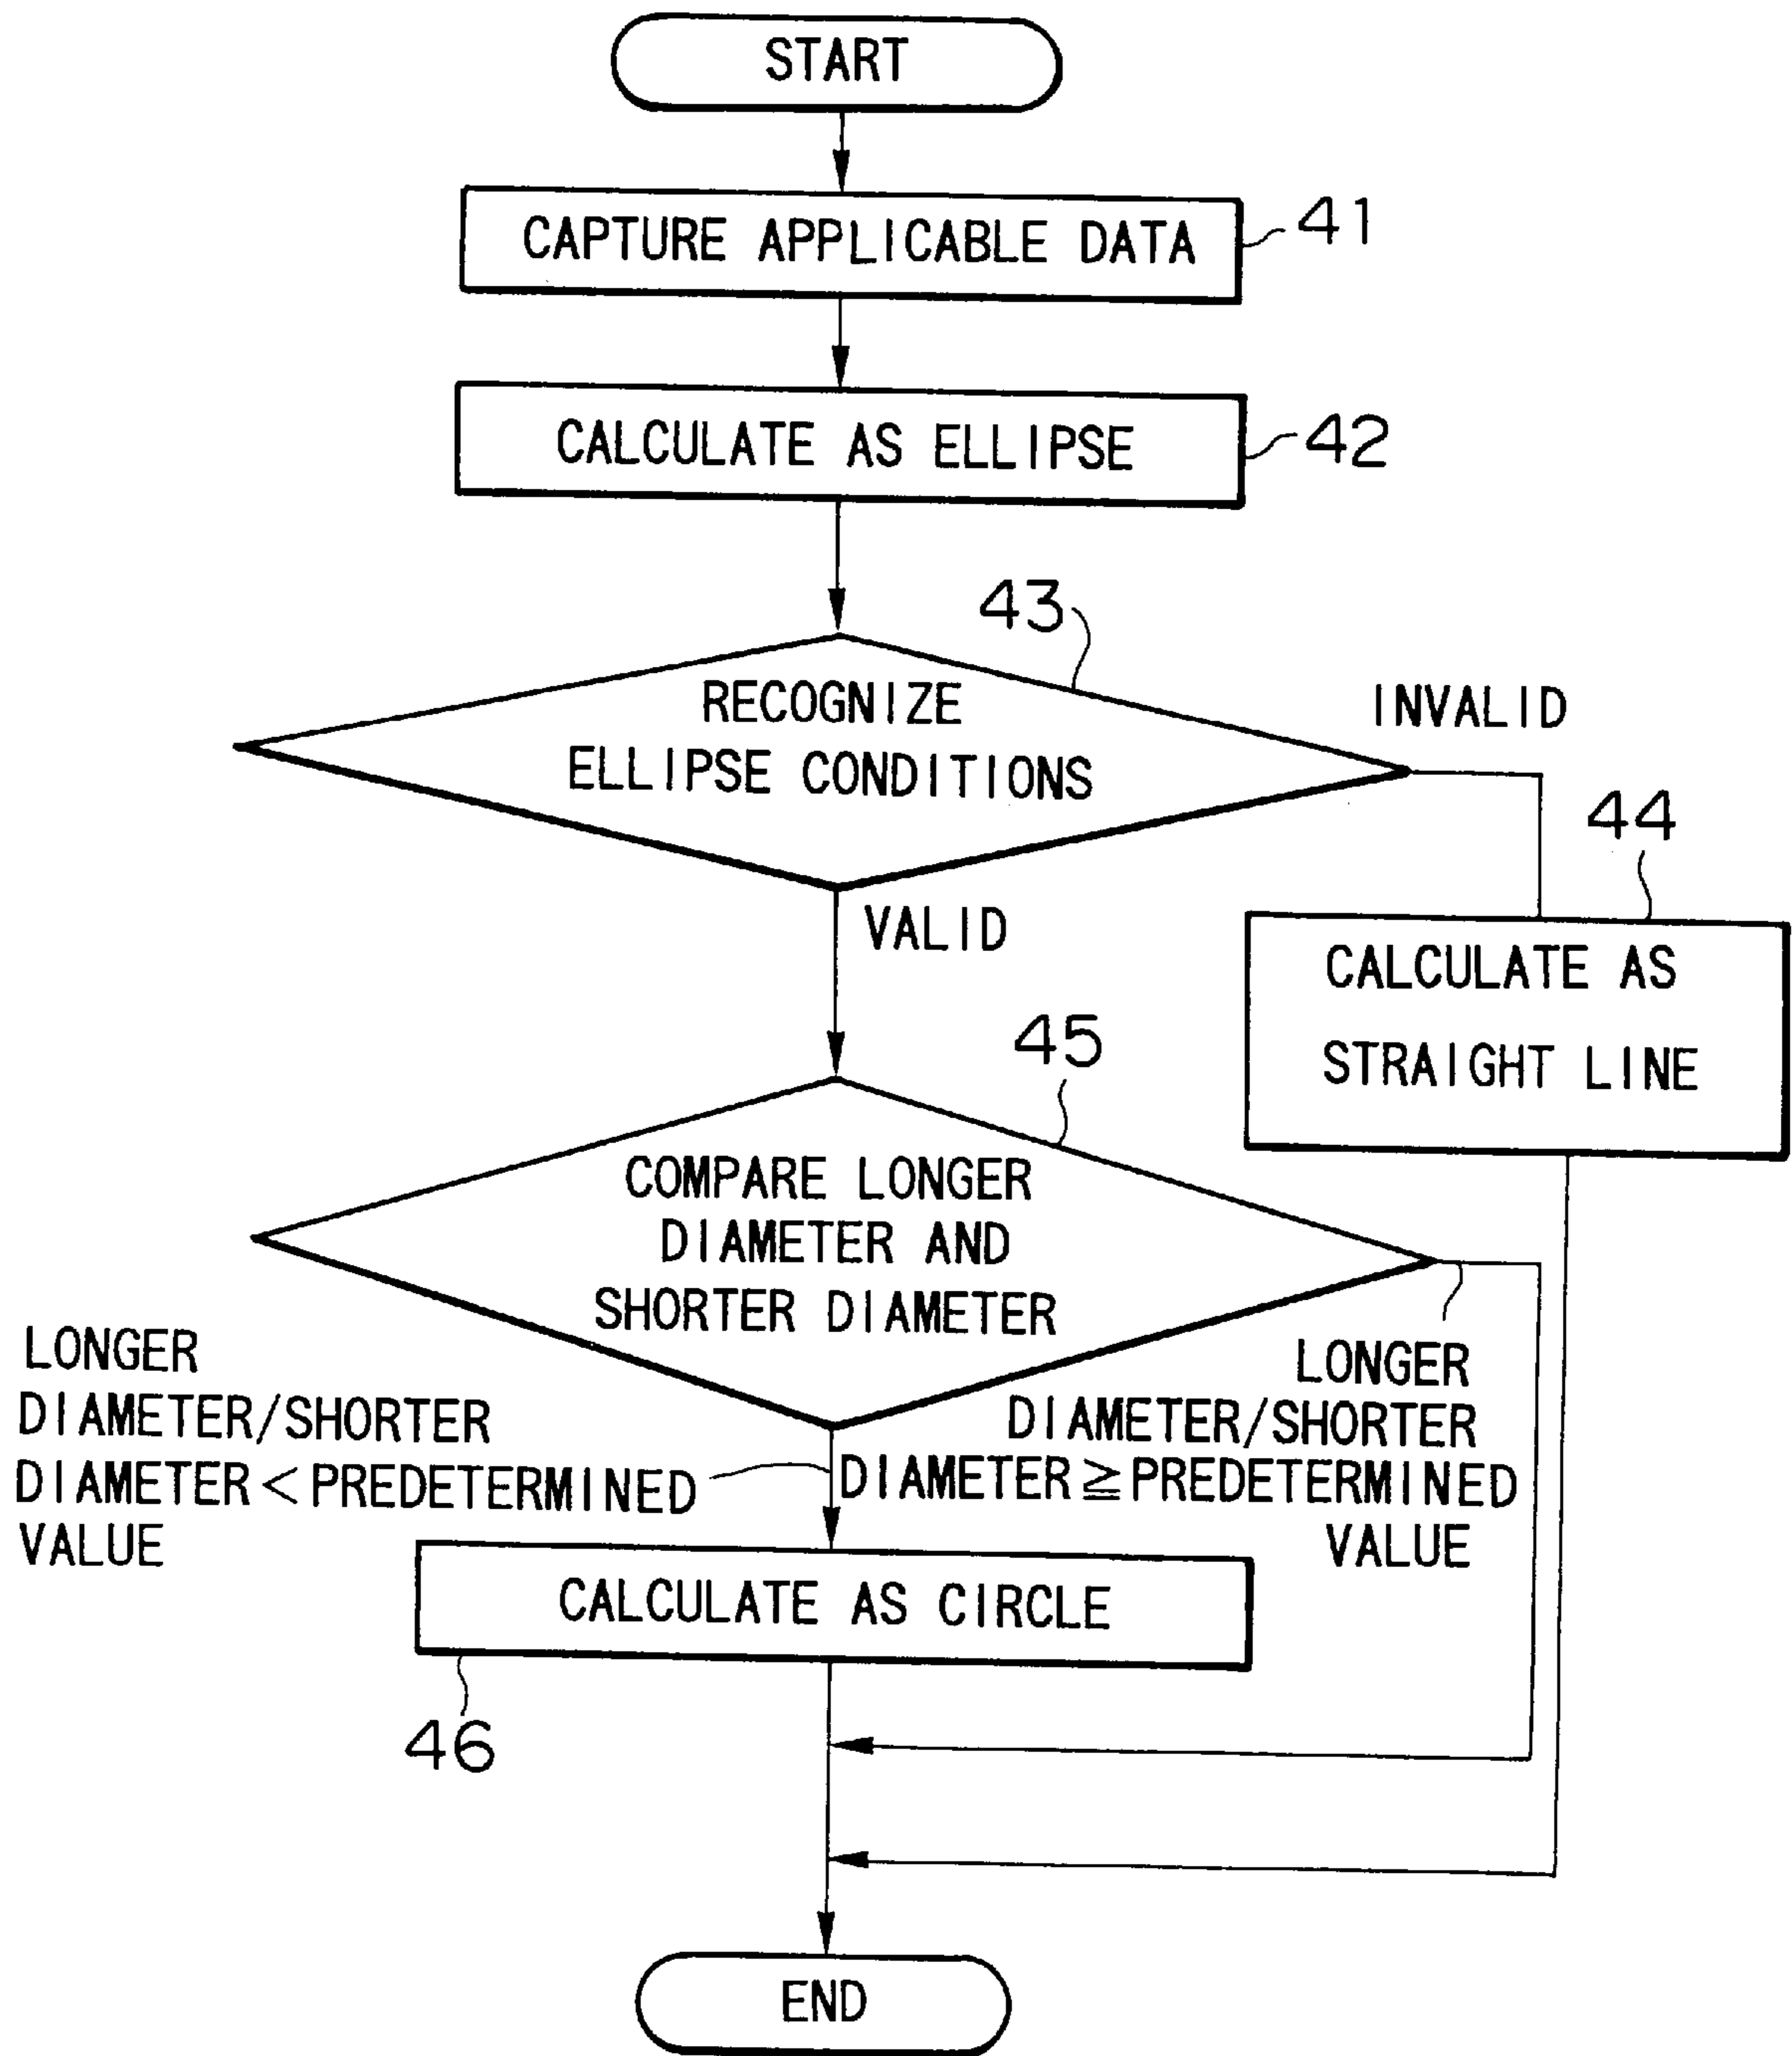 START
CAPTURE APPLICABLE DATA
41
CALCULATE AS ELLIPSE
42
43
RECOGNIZE
ELLIPSE CONDITIONS
INVALID
44
VALID
CALCULATE AS
STRAIGHT LINE
45
COMPARE LONGER
DIAMETER AND
SHORTER DIAMETER
LONGER
DIAMETER/SHORTER
DIAMETER<PREDETERMINED
VALUE
LONGER
DIAMETER/SHORTER
DIAMETER≧PREDETERMINED
VALUE
CALCULATE AS CIRCLE
46
END